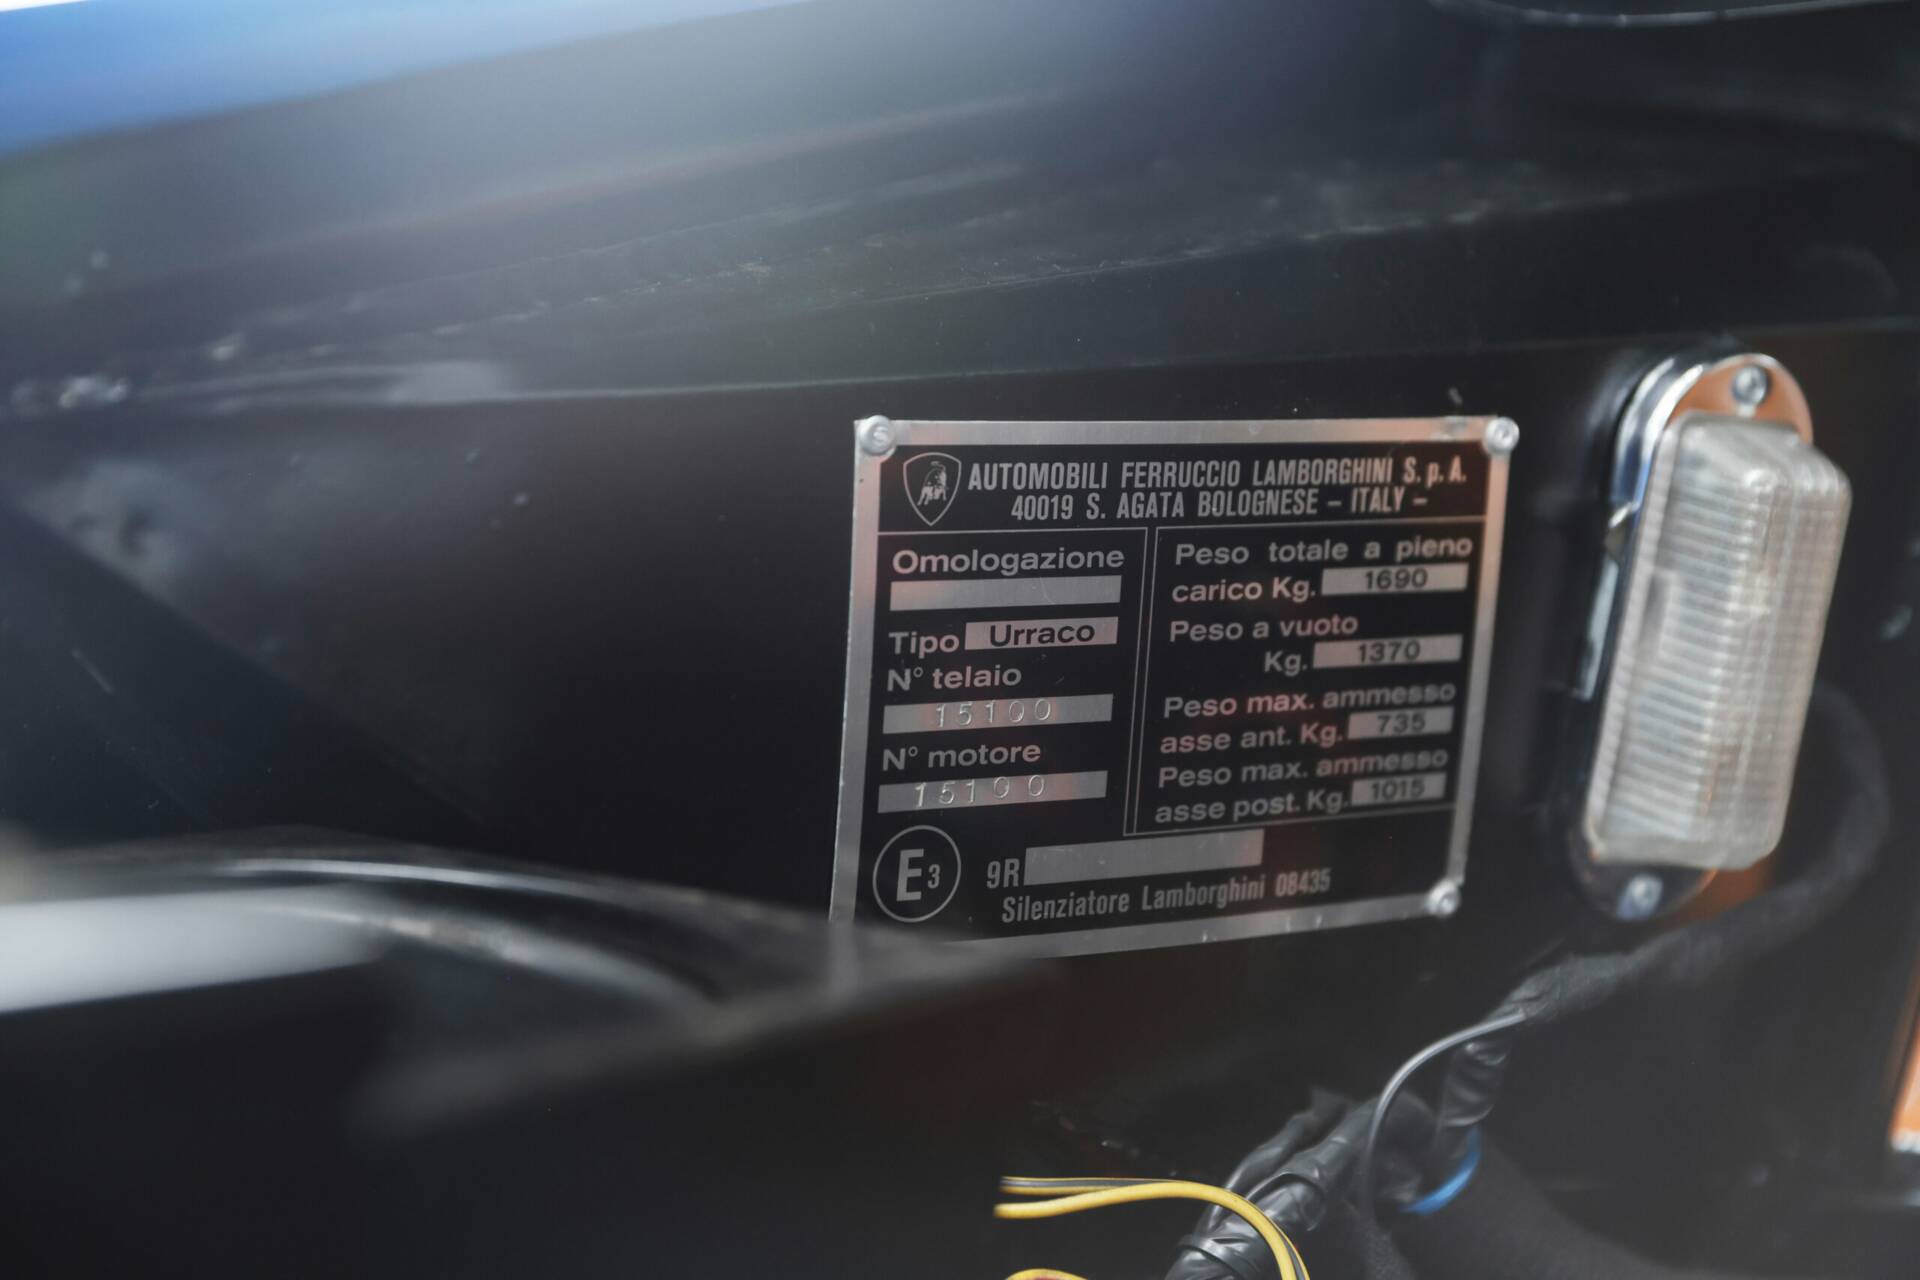 AUTOMOBILI FERRUCCIO LAMBORGHINI S.p.A.
40019 S. AGATA BOLOGNESE – ITALY –
Omologazione
Tipo Urraco
N° telaio
15100
N° motore
15100
Peso totale a pieno
carico Kg. 1690
Peso a vuoto
Kg. 1370
Peso max. ammesso
asse ant. Kg. 735
Peso max. ammesso
asse post. Kg. 1015
E3 9R
Silenziatore Lamborghini 08435